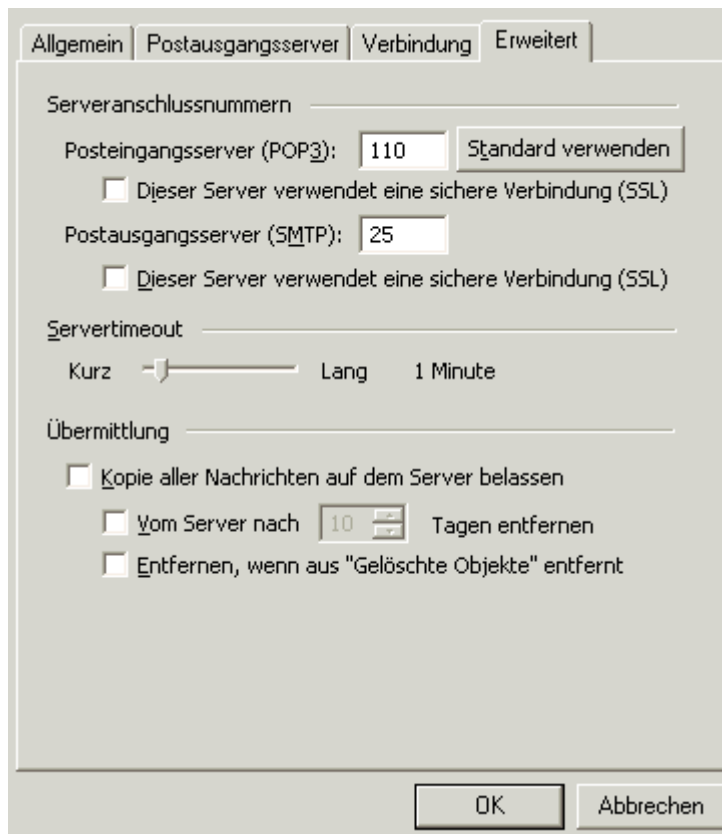 Allgemein Postausgangsserver Verbindung Erweitert
Serveranschlussnummern
Posteingangsserver (POP3): 110 Standard verwenden
Dieser Server verwendet eine sichere Verbindung (SSL)
Postausgangsserver (SMTP): 25
Dieser Server verwendet eine sichere Verbindung (SSL)
Servertimeout
Kurz Lang 1 Minute
Übermittlung
Kopie aller Nachrichten auf dem Server belassen
Vom Server nach 10 Tagen entfernen
Entfernen, wenn aus "Gelöschte Objekte" entfernt
OK Abbrechen